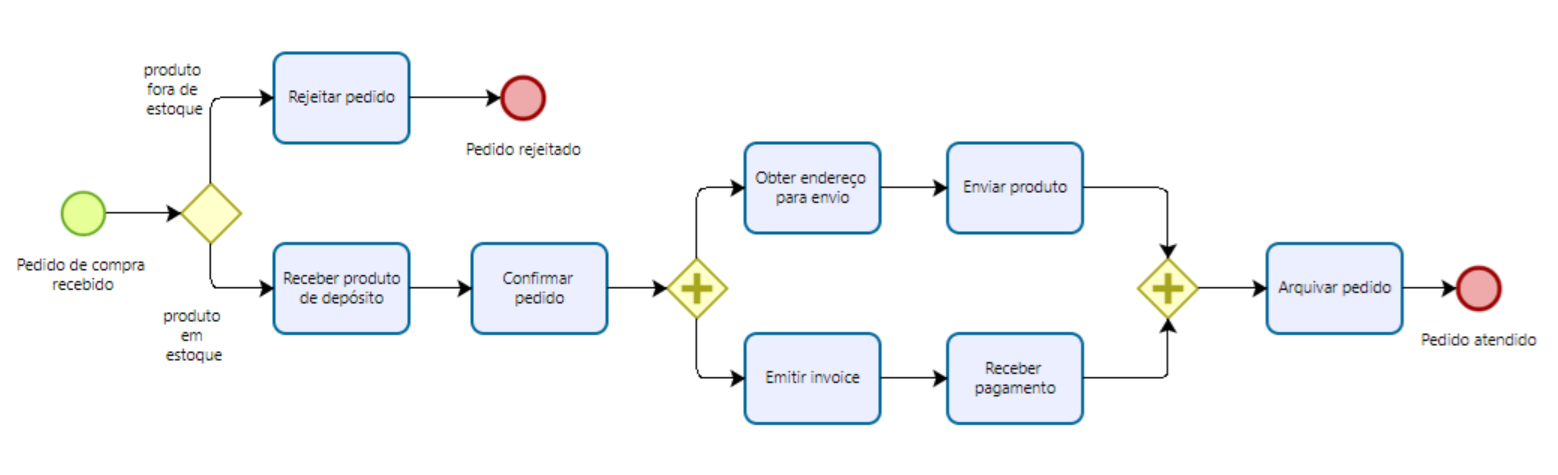 produto
fora de
estoque
Rejeitar pedido
Pedido rejeitado
Pedido de compra
recebido
produto
em
estoque
Receber produto
de depósito
Confirmar
pedido
Obter endereço
para envio
Enviar produto
Emitir invoice
Receber
pagamento
Arquivar pedido
Pedido atendido